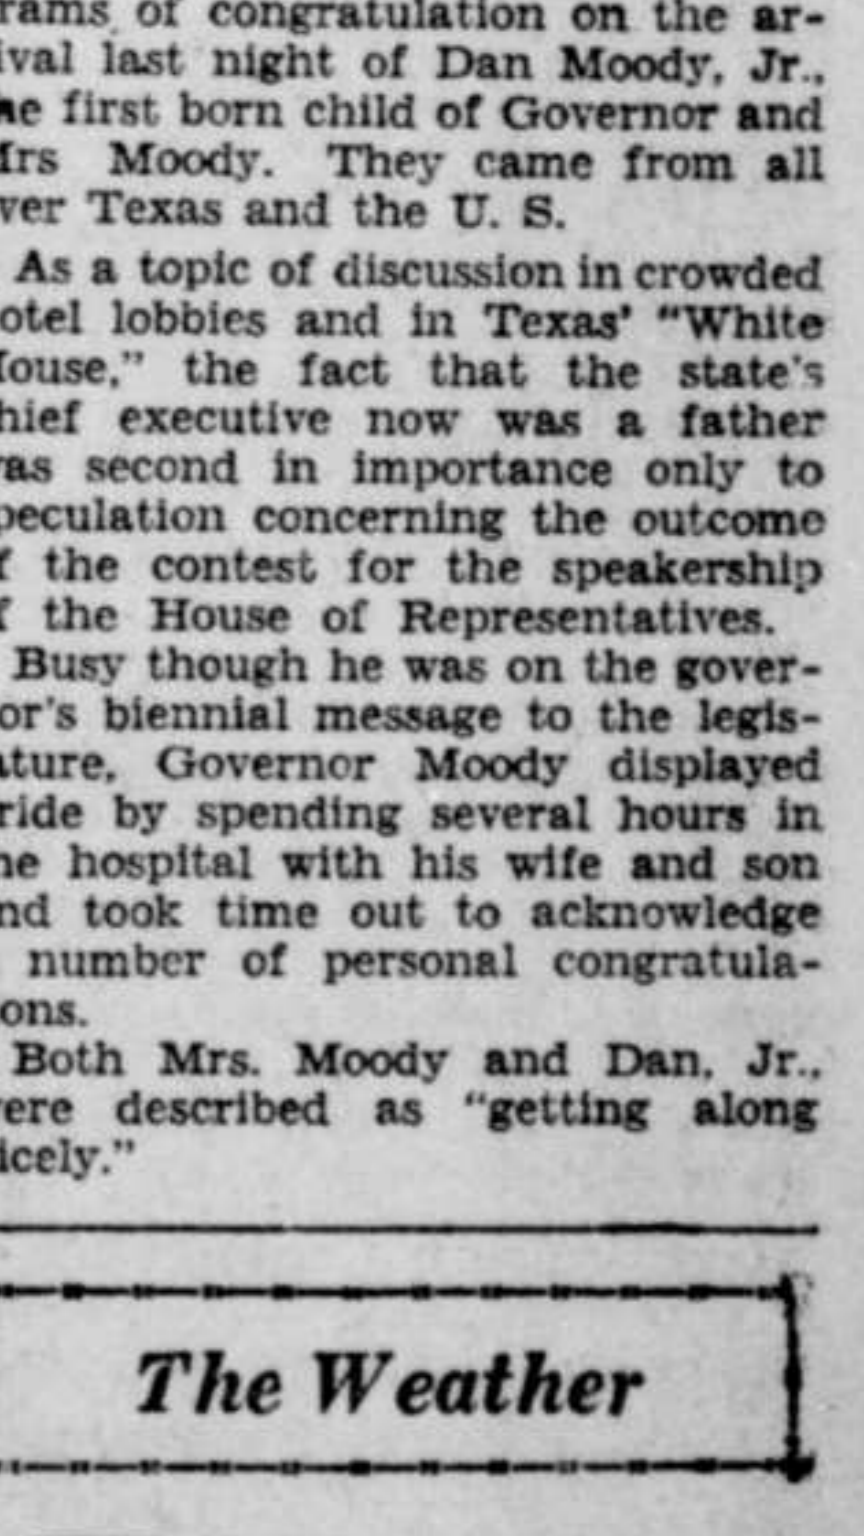 rams of congratulation on the ar-
ival last night of Dan Moody, Jr.,
he first born child of Governor and
Mrs Moody. They came from all
ver Texas and the U. S.
As a topic of discussion in crowded
otel lobbies and in Texas' "White
House," the fact that the state's
hief executive now was a father
was second in importance only to
peculation concerning the outcome
f the contest for the speakership
f the House of Representatives.
Busy though he was on the gover-
or's biennial message to the legis-
ature, Governor Moody displayed
ride by spending several hours in
he hospital with his wife and son
nd took time out to acknowledge
number of personal congratula-
ons.
Both Mrs. Moody and Dan, Jr.,
were described as "getting along
icely."
The Weather